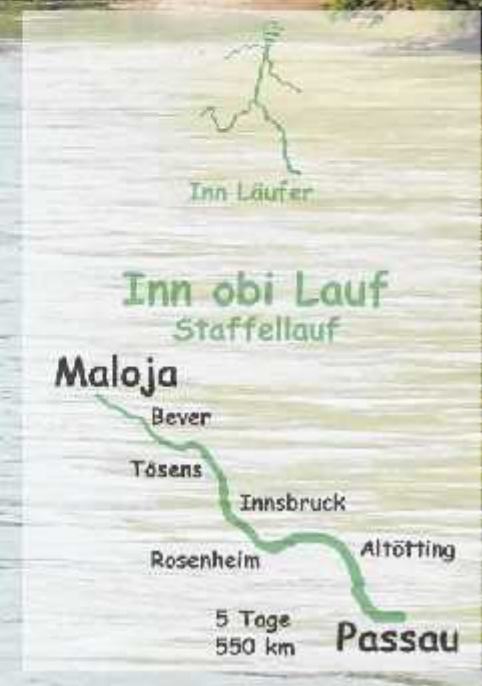 Inn Läufer
Inn obi Lauf
Staffellauf
Maloja
Bever
Tösens
Innsbruck
Rosenheim
Altötting
5 Tage
550 km
Passau